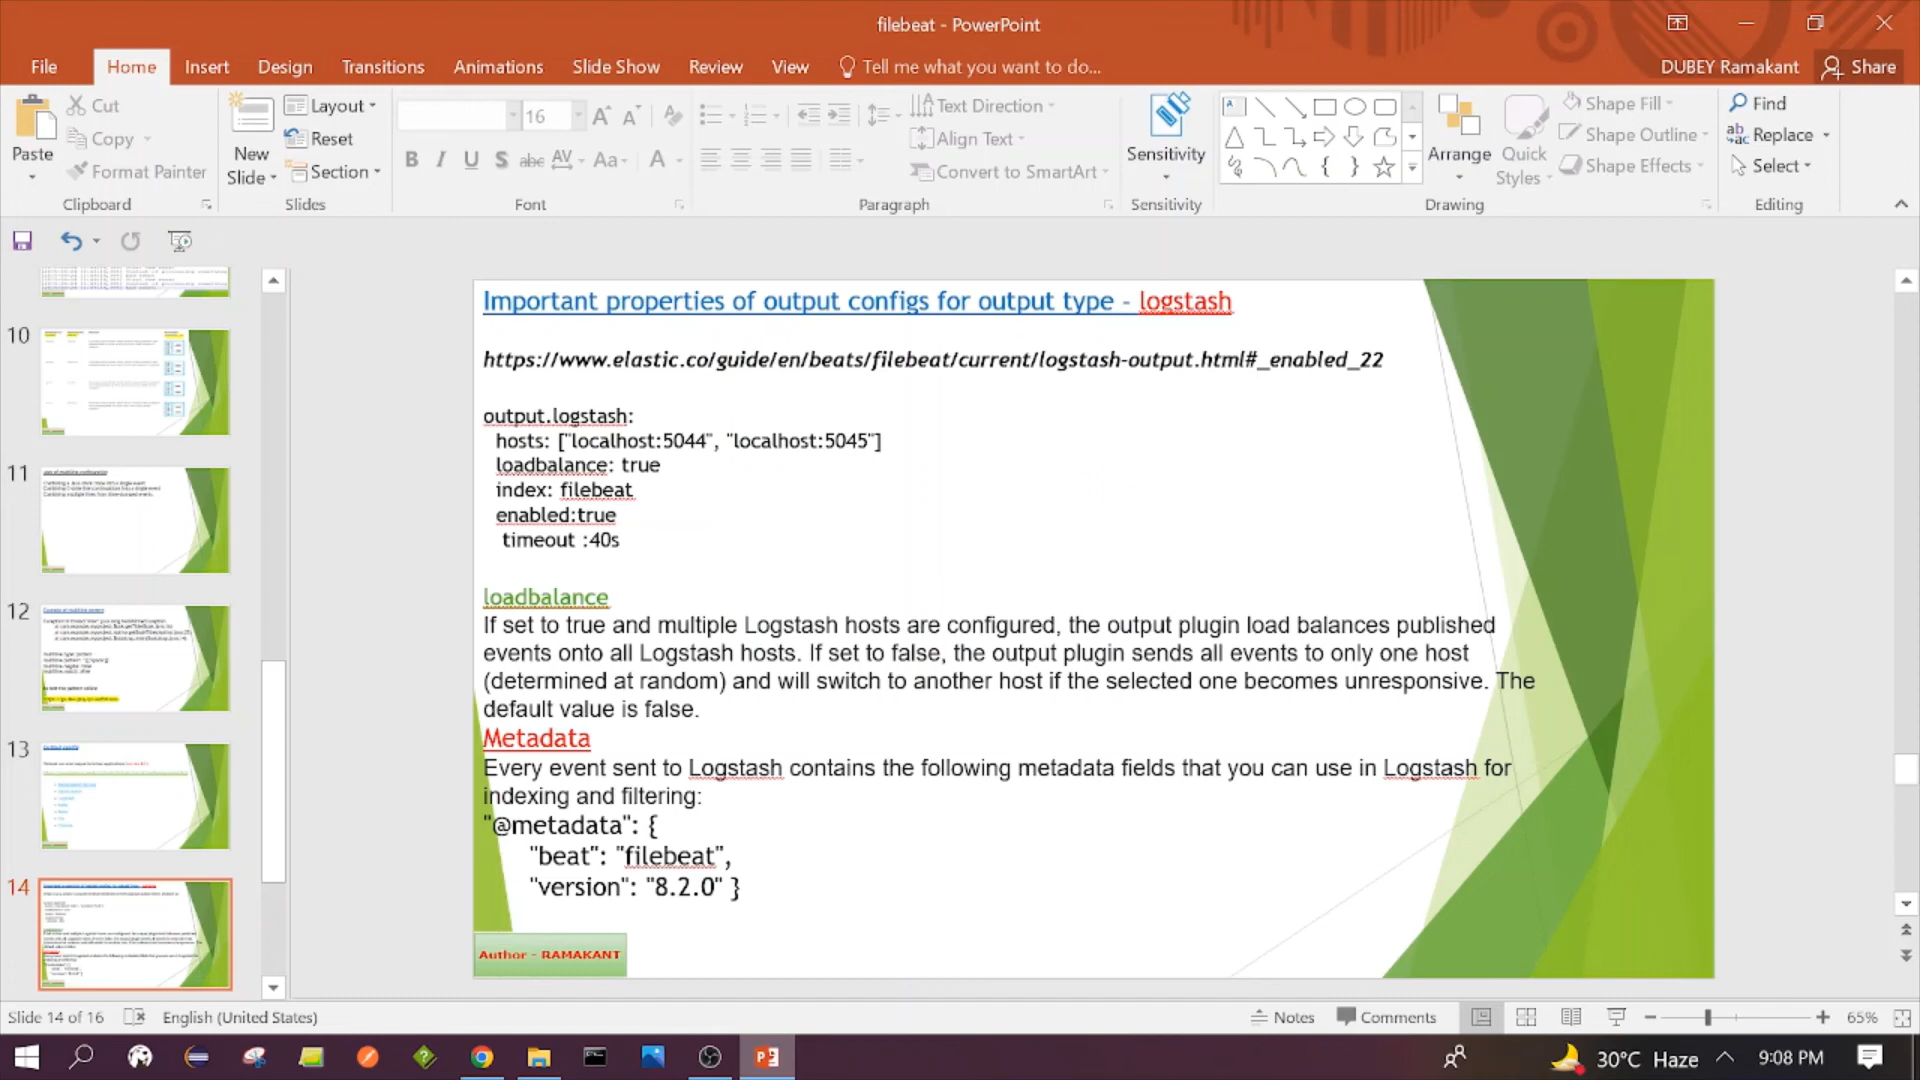 filebeat - PowerPoint
File Home Insert Design Transitions Animations Slide Show Review View Tell me what you want to do... DUBEY Ramakant Share
Paste Cut Copy Format Painter Clipboard
New Slide Layout Reset Section Slides
16 Font
Text Direction Align Text Convert to SmartArt Paragraph
Sensitivity Sensitivity
Arrange Quick Styles Shape Fill Shape Outline Shape Effects Drawing
Find Replace Select Editing
10
11
12
13
14
Important properties of output configs for output type - logstash
https://www.elastic.co/guide/en/beats/filebeat/current/logstash-output.html#_enabled_22
output.logstash:
hosts: ["localhost:5044", "localhost:5045"]
loadbalance: true
index: filebeat
enabled:true
timeout :40s
loadbalance
If set to true and multiple Logstash hosts are configured, the output plugin load balances published
events onto all Logstash hosts. If set to false, the output plugin sends all events to only one host
(determined at random) and will switch to another host if the selected one becomes unresponsive. The
default value is false.
Metadata
Every event sent to Logstash contains the following metadata fields that you can use in Logstash for
indexing and filtering:
"@metadata": {
"beat": "filebeat",
"version": "8.2.0" }
Author - RAMAKANT
Slide 14 of 16 English (United States) Notes Comments 65%
30°C Haze 9:08 PM